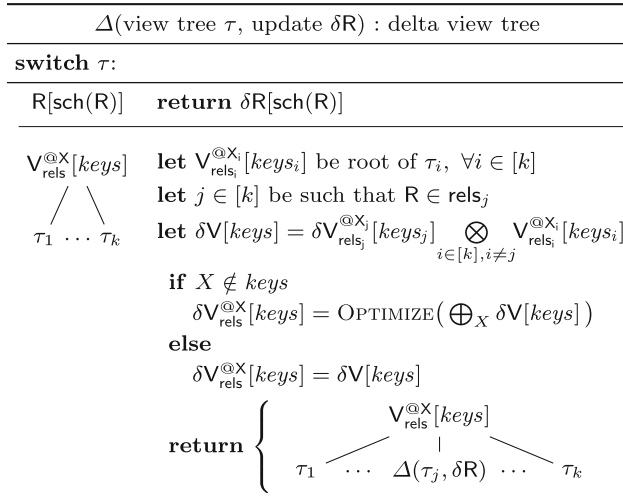 Δ(view tree τ, update δR) : delta view tree
switch τ:
R[sch(R)] return δR[sch(R)]
V^{@X}_{rels}[keys] let V^{@X_i}_{rels_i}[keys_i] be root of τ_i, ∀i ∈ [k]
let j ∈ [k] be such that R ∈ rels_j
τ_1 … τ_k let δV[keys] = δV^{@X_j}_{rels_j}[keys_j] ⊗_{i∈[k],i≠j} V^{@X_i}_{rels_i}[keys_i]
if X ∉ keys
δV^{@X}_{rels}[keys] = OPTIMIZE(⊕_X δV[keys])
else
δV^{@X}_{rels}[keys] = δV[keys]
V^{@X}_{rels}[keys]
return { τ_1 ⋯ Δ(τ_j, δR) ⋯ τ_k